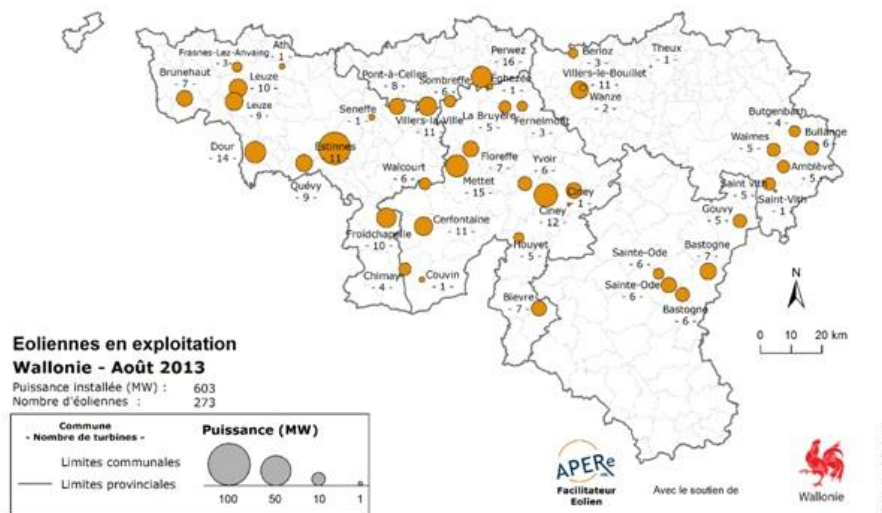 Ath
- 1 -
Frasnes-Lez-Anvaing
- 3 -
Brunehaut
- 7 -
Leuze
- 10 -
Leuze
- 9 -
Pont-à-Celles
- 8 -
Sombreffe
- 6 -
Perwez
- 16 -
Eghezée
- 1 -
Berloz
- 3 -
Theux
- 1 -
Villers-le-Bouillet
- 11 -
Wanze
- 2 -
Seneffe
- 1 -
Villers-la-Ville
- 11 -
La Bruyère
- 5 -
Fernelmont
- 3 -
Butgenbach
- 4 -
Bullange
- 6 -
Waimes
- 5 -
Amblève
- 5 -
Dour
- 14 -
Estinnes
- 11 -
Quévy
- 9 -
Walcourt
- 6 -
Floreffe
- 7 -
Mettet
- 15 -
Yvoir
- 6 -
Ciney
- 1 -
Ciney
- 12 -
Saint Vith
- 5 -
Saint-Vith
- 1 -
Gouvy
- 5 -
Froidchapelle
- 10 -
Cerfontaine
- 11 -
Houyet
- 5 -
Chimay
- 4 -
Couvin
- 1 -
Sainte-Ode
- 6 -
Bastogne
- 7 -
Sainte-Ode
- 6 -
Bastogne
- 6 -
Bievre
- 7 -
N
0 10 20 km
Eoliennes en exploitation
Wallonie - Août 2013
Puissance installée (MW) : 603
Nombre d'éoliennes : 273
Commune
- Nombre de turbines -
Limites communales
Limites provinciales
Puissance (MW)
100 50 10 1
APERe
Facilitateur
Eolien
Avec le soutien de
Wallonie